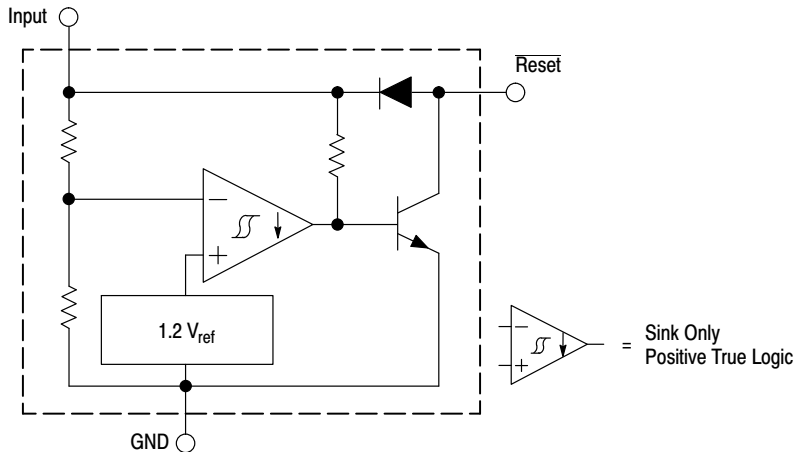 Input
Reset
−
+
1.2 Vref
GND
−
+
= Sink Only
Positive True Logic